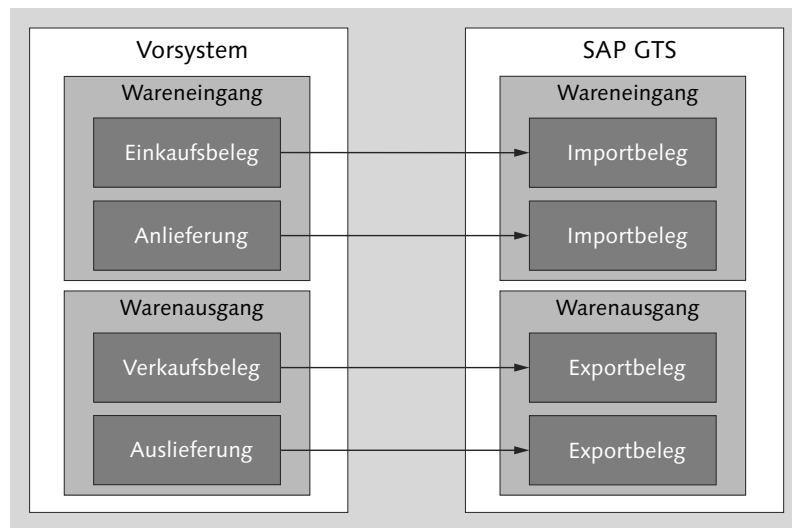 Vorsystem
Wareneingang
Einkaufsbeleg
Anlieferung
Warenausgang
Verkaufsbeleg
Auslieferung
SAP GTS
Wareneingang
Importbeleg
Importbeleg
Warenausgang
Exportbeleg
Exportbeleg